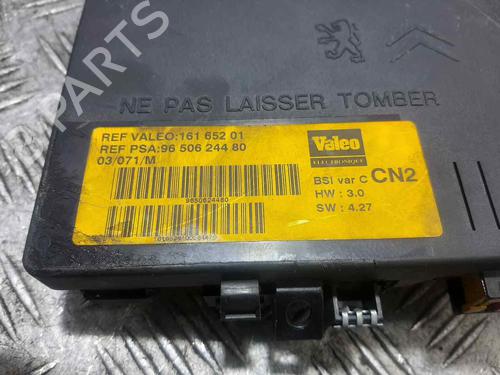 NE PAS LAISSER TOMBER
REF VALEO:161 652 01
REF PSA:96 506 244 80
03/071/M
Valeo
ELECTRONIQUE
BSI var C CN2
HW : 3.0
SW : 4.27
9650624480